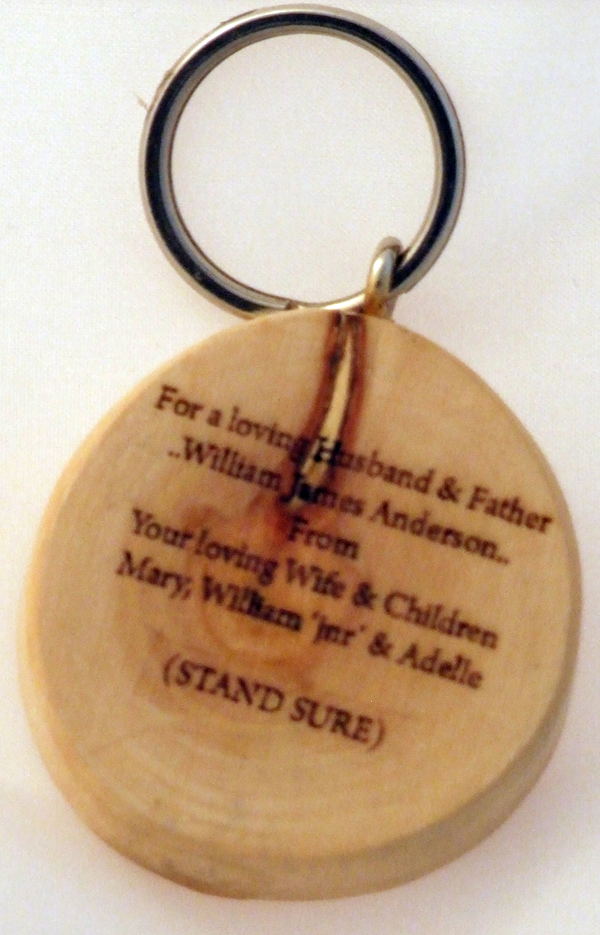 For a loving Husband & Father
..William James Anderson..
From
Your loving Wife & Children
Mary, William 'jnr' & Adelle
(STAND SURE)